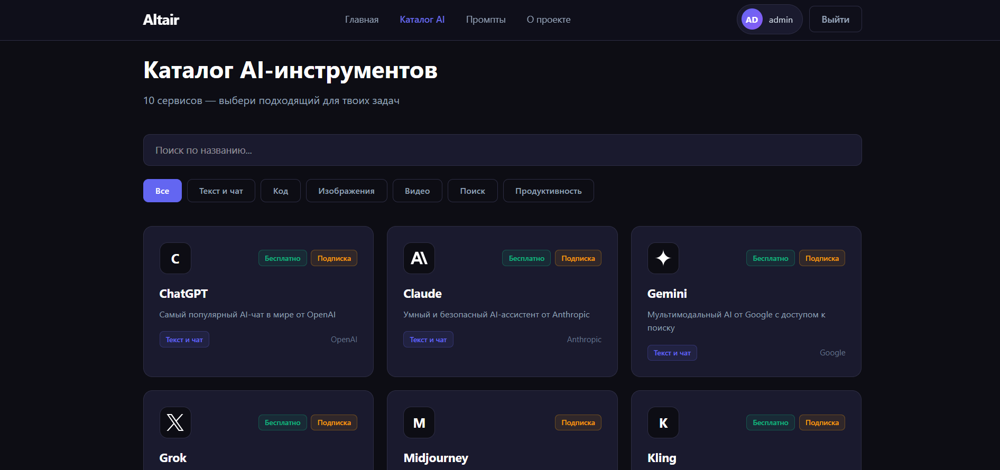 Altair
Главная
Каталог AI
Промпты
О проекте
AD
admin
Выйти
Каталог AI-инструментов
10 сервисов — выбери подходящий для твоих задач
Поиск по названию...
Все
Текст и чат
Код
Изображения
Видео
Поиск
Продуктивность
C
Бесплатно
Подписка
ChatGPT
Самый популярный AI-чат в мире от OpenAI
Текст и чат
OpenAI
Бесплатно
Подписка
Claude
Умный и безопасный AI-ассистент от Anthropic
Текст и чат
Anthropic
Бесплатно
Подписка
Gemini
Мультимодальный AI от Google с доступом к
поиску
Текст и чат
Google
Бесплатно
Подписка
Grok
M
Подписка
Midjourney
K
Бесплатно
Подписка
Kling